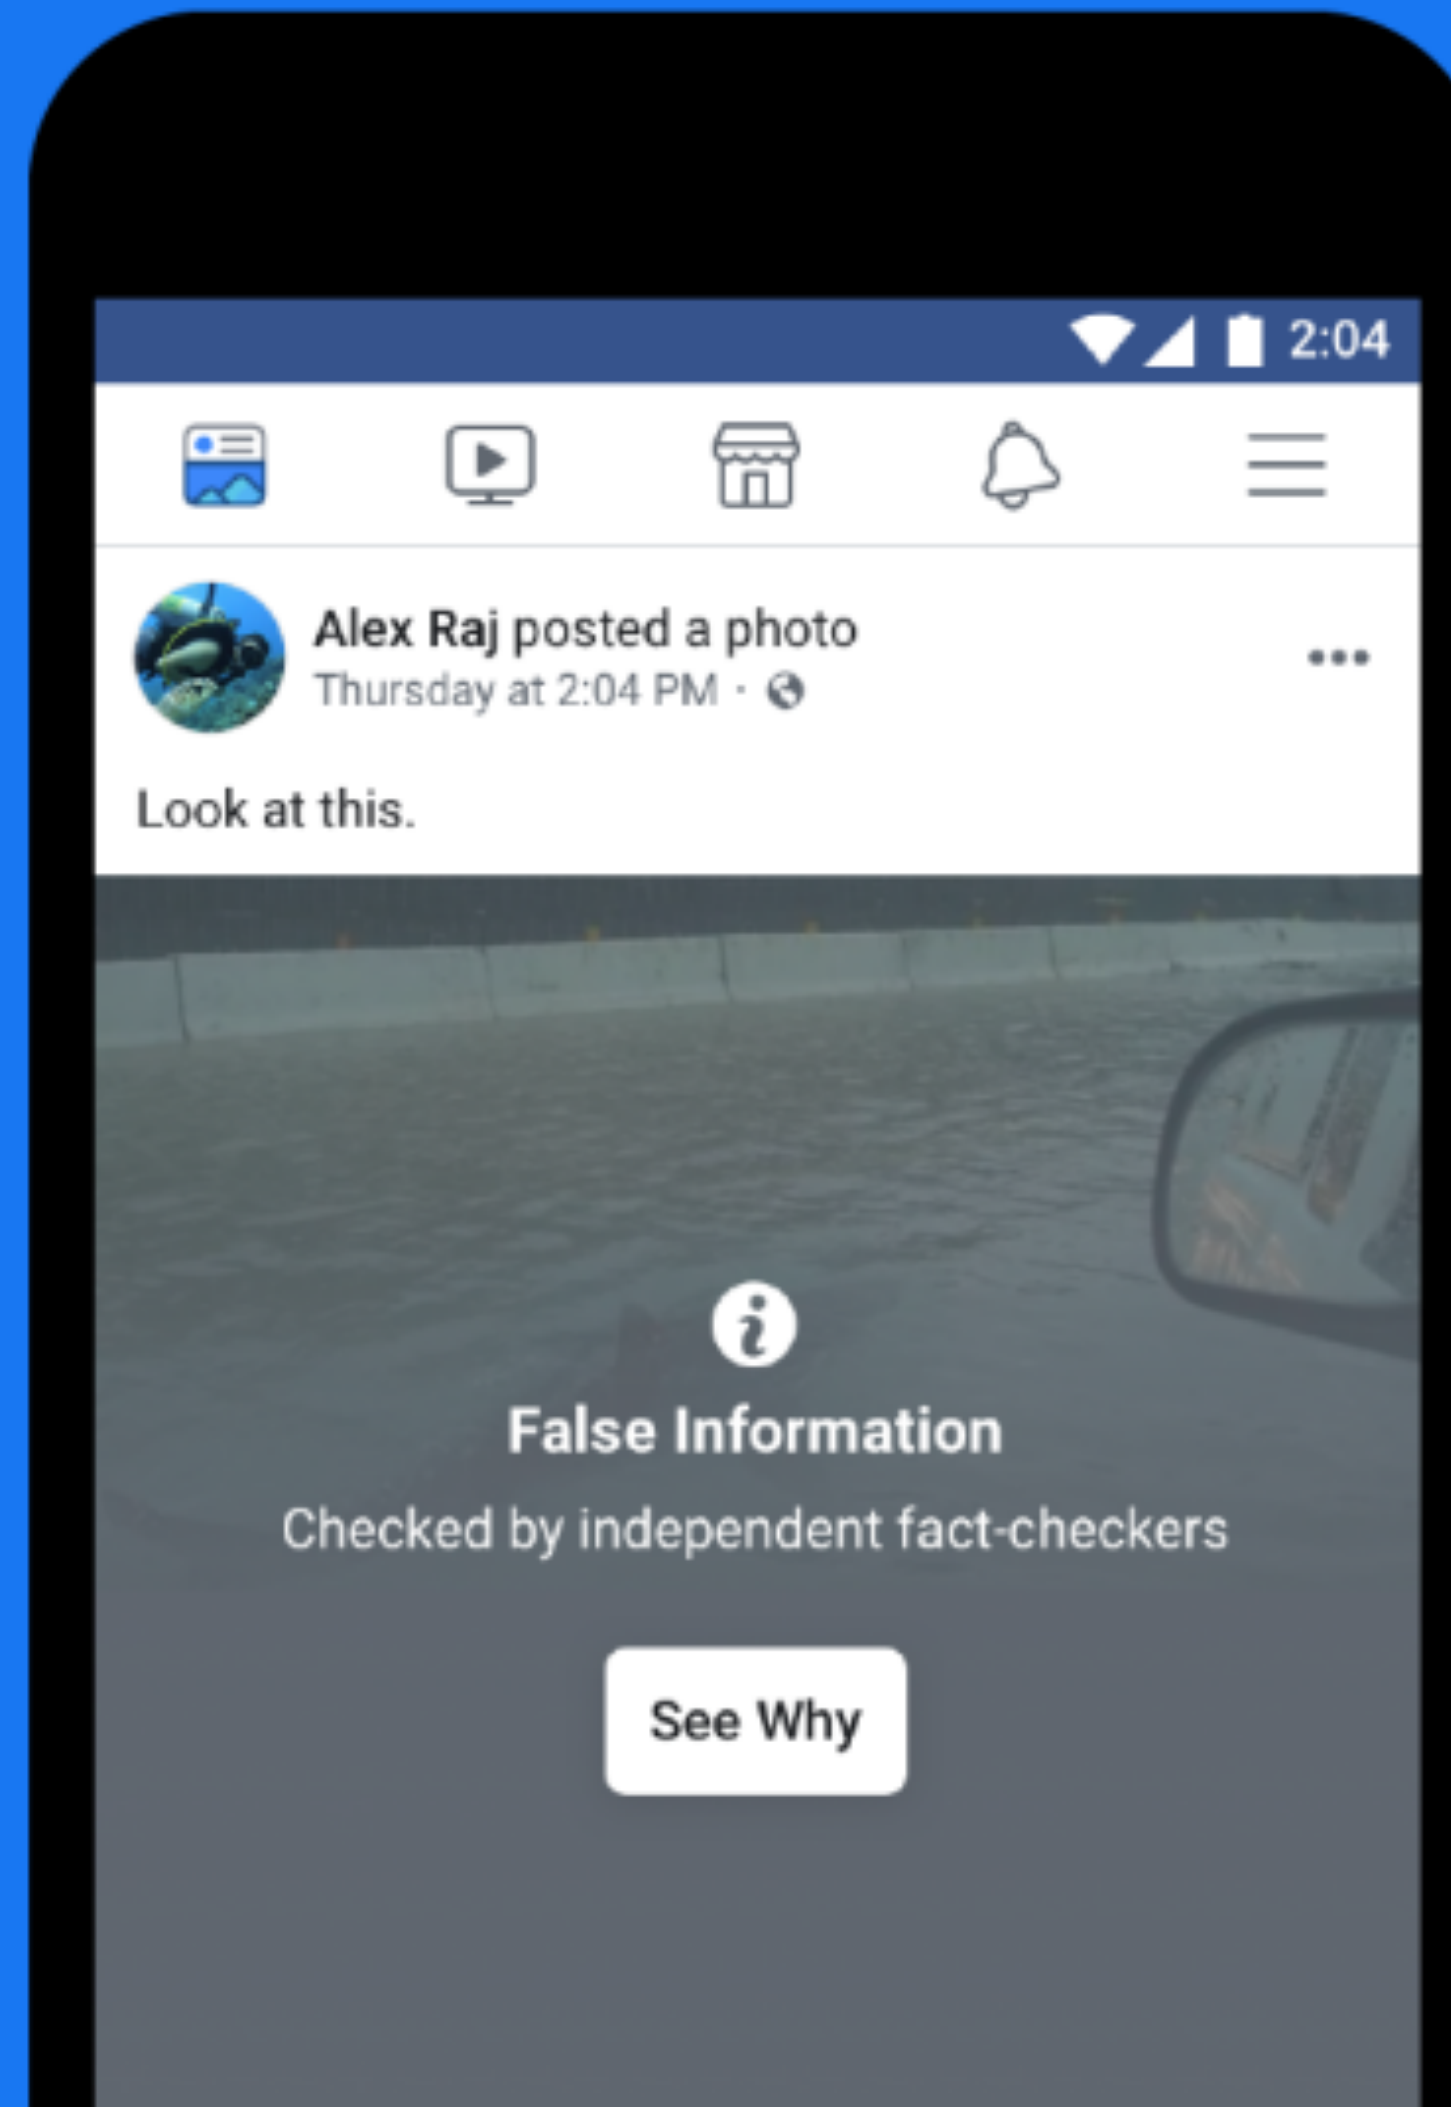 2:04
Alex Raj posted a photo
Thursday at 2:04 PM ·
Look at this.
False Information
Checked by independent fact-checkers
See Why